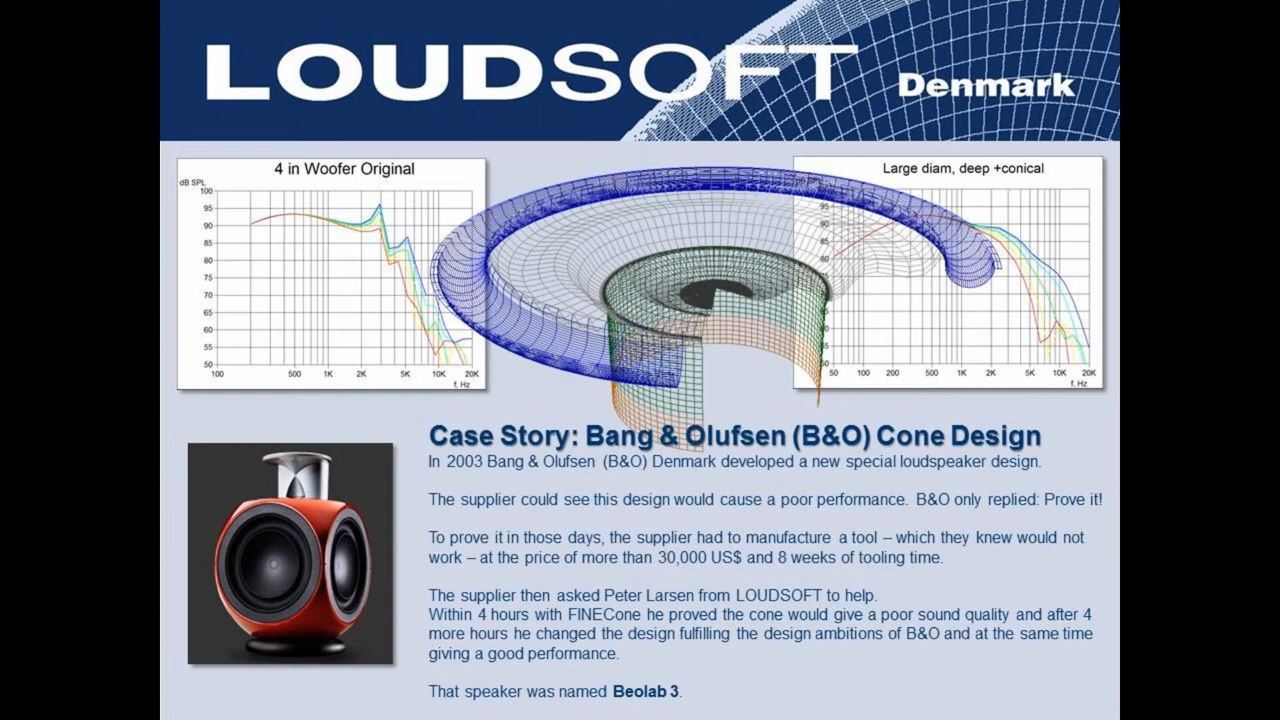 LOUDSOFT Denmark
4 in Woofer Original
dB SPL
100
95
90
85
80
75
70
65
60
55
50
100 500 1K 2K 5K 10K 20K
f, Hz
Large diam, deep +conical
dB SPL
95
90
85
80
50
50 100 200 500 1K 2K 5K 10K 20K
f, Hz
Case Story: Bang & Olufsen (B&O) Cone Design
In 2003 Bang & Olufsen (B&O) Denmark developed a new special loudspeaker design.
The supplier could see this design would cause a poor performance. B&O only replied: Prove it!
To prove it in those days, the supplier had to manufacture a tool – which they knew would not
work – at the price of more than 30,000 US$ and 8 weeks of tooling time.
The supplier then asked Peter Larsen from LOUDSOFT to help.
Within 4 hours with FINECone he proved the cone would give a poor sound quality and after 4
more hours he changed the design fulfilling the design ambitions of B&O and at the same time
giving a good performance.
That speaker was named Beolab 3.